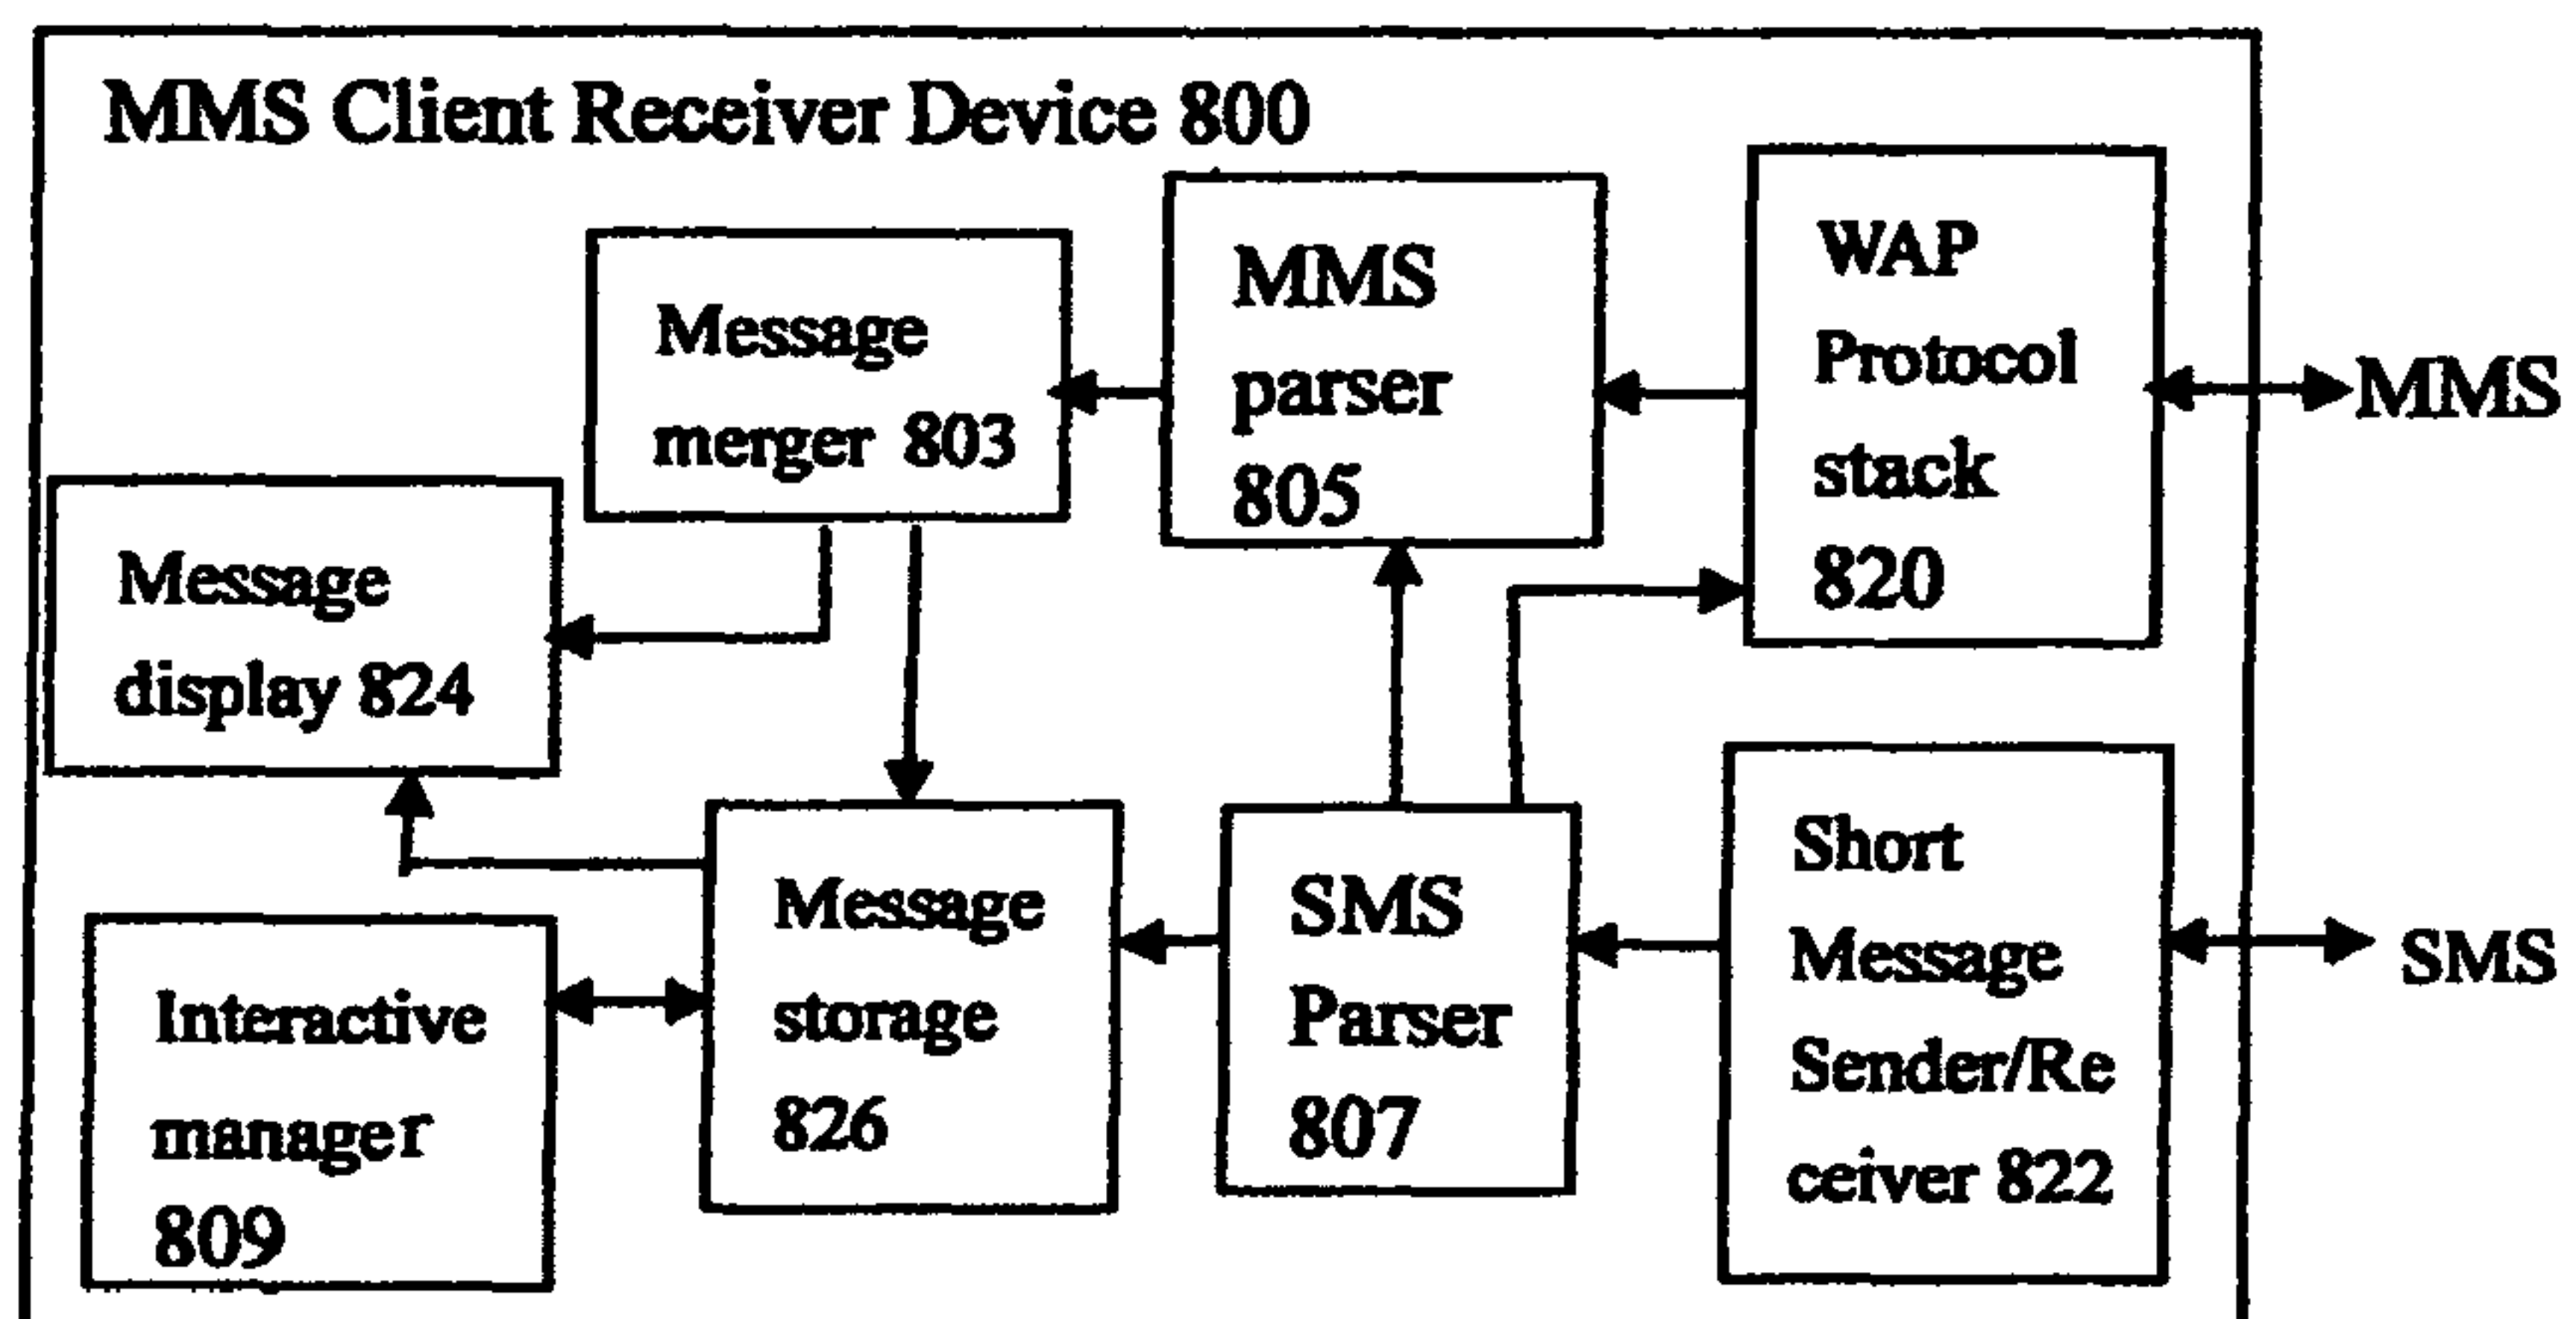 MMS Client Receiver Device 800
Message
merger 803
MMS
parser
805
WAP
Protocol
stack
820
MMS
Message
display 824
Interactive
manager
809
Message
storage
826
SMS
Parser
807
Short
Message
Sender/Re
ceiver 822
SMS